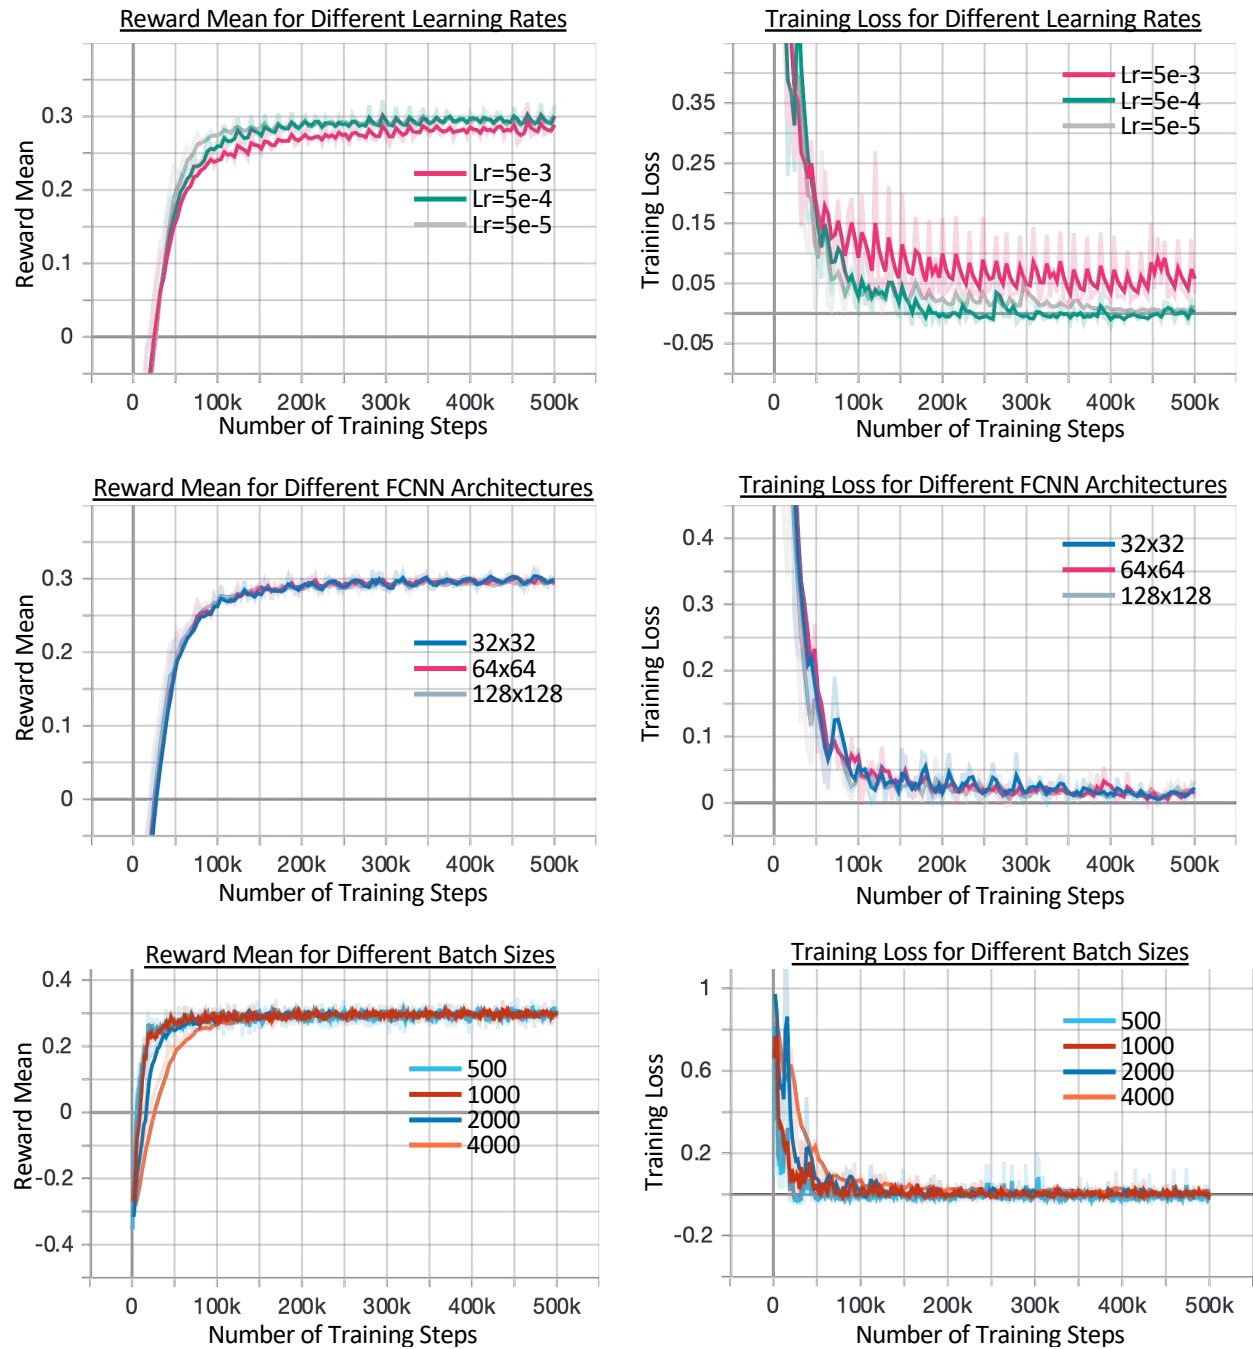 Reward Mean for Different Learning Rates
Reward Mean
0.3
0.2
0.1
0
Lr=5e-3
Lr=5e-4
Lr=5e-5
0 100k 200k 300k 400k 500k
Number of Training Steps
Training Loss for Different Learning Rates
Training Loss
0.35
0.25
0.15
0.05
-0.05
Lr=5e-3
Lr=5e-4
Lr=5e-5
0 100k 200k 300k 400k 500k
Number of Training Steps
Reward Mean for Different FCNN Architectures
Reward Mean
0.3
0.2
0.1
0
32x32
64x64
128x128
0 100k 200k 300k 400k 500k
Number of Training Steps
Training Loss for Different FCNN Architectures
Training Loss
0.4
0.3
0.2
0.1
0
32x32
64x64
128x128
0 100k 200k 300k 400k 500k
Number of Training Steps
Reward Mean for Different Batch Sizes
Reward Mean
0.4
0.2
0
-0.2
-0.4
500
1000
2000
4000
0 100k 200k 300k 400k 500k
Number of Training Steps
Training Loss for Different Batch Sizes
Training Loss
1
0.6
0.2
-0.2
500
1000
2000
4000
0 100k 200k 300k 400k 500k
Number of Training Steps